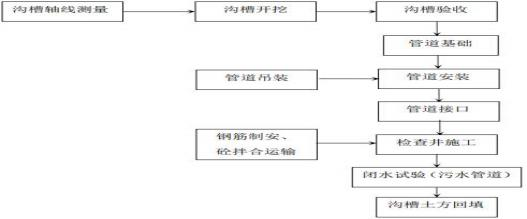 沟槽轴线测量
沟槽开挖
沟槽验收
管道基础
管道吊装
管道安装
管道接口
钢筋制安、
砼拌合运输
检查井施工
闭水试验（污水管道）
沟槽土方回填